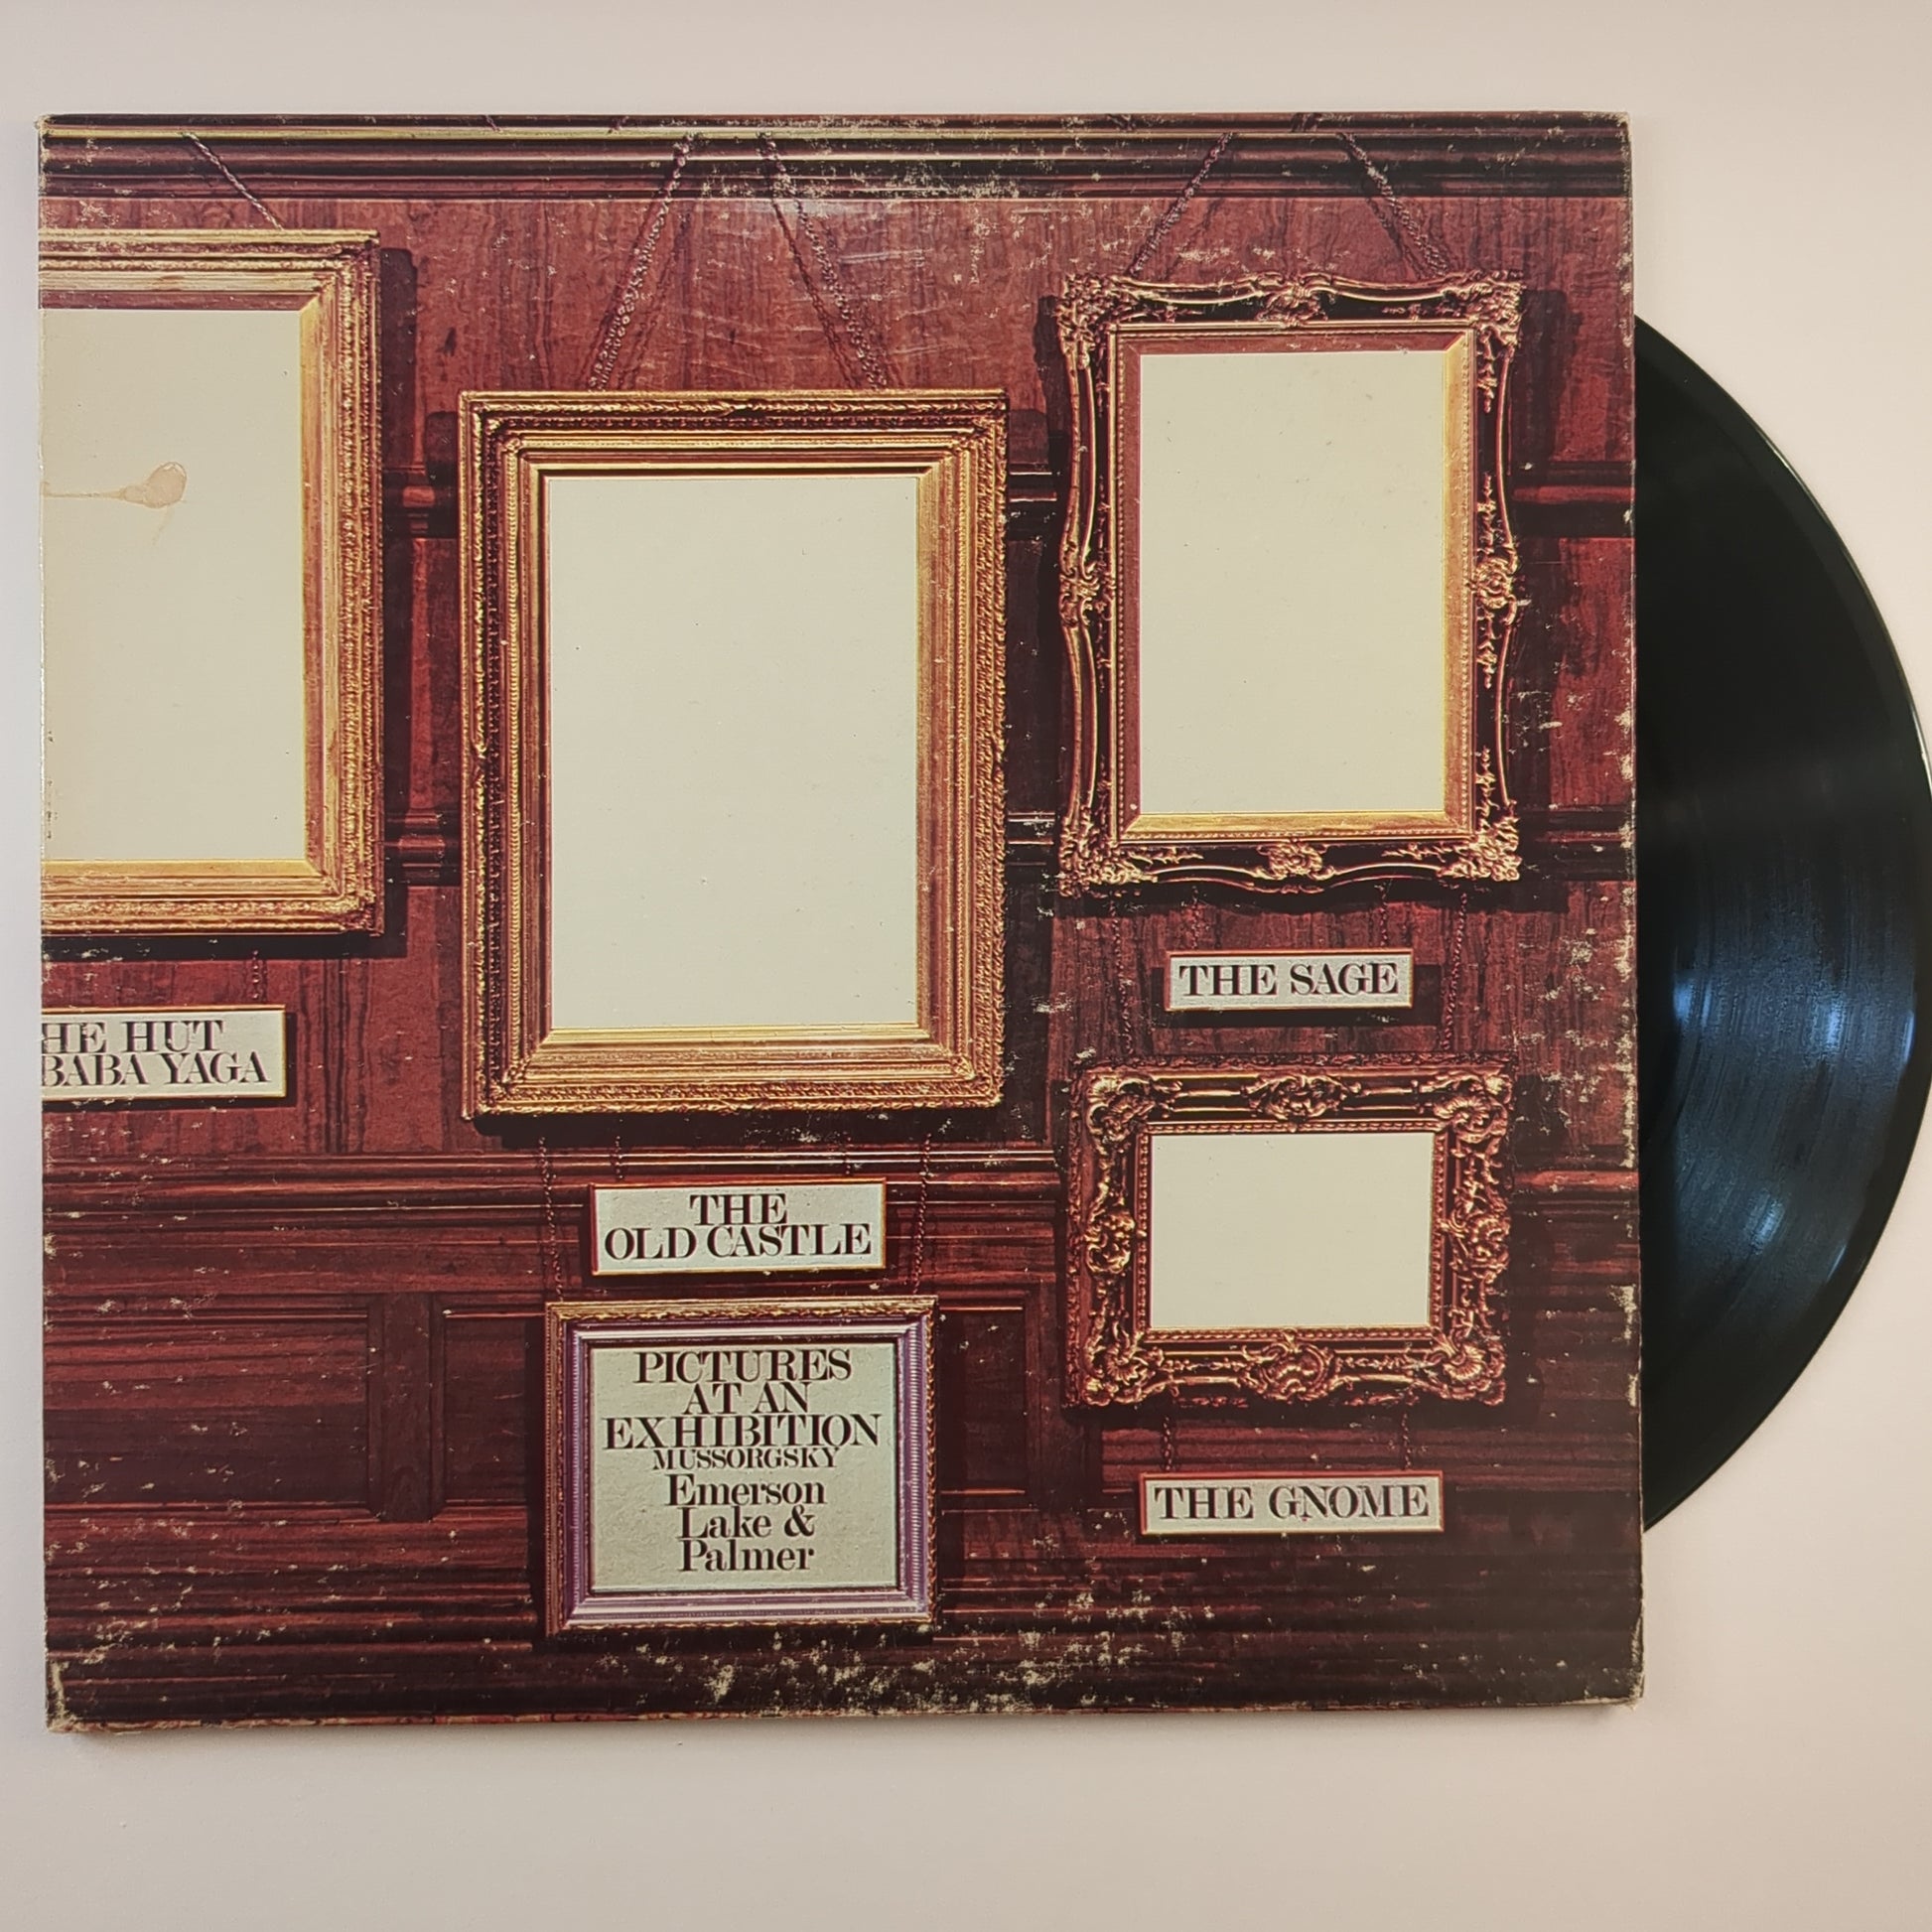 HE HUT
BABA YAGA
THE
OLD CASTLE
PICTURES
AT AN
EXHIBITION
MUSSORGSKY
Emerson
Lake &
Palmer
THE SAGE
THE GNOME